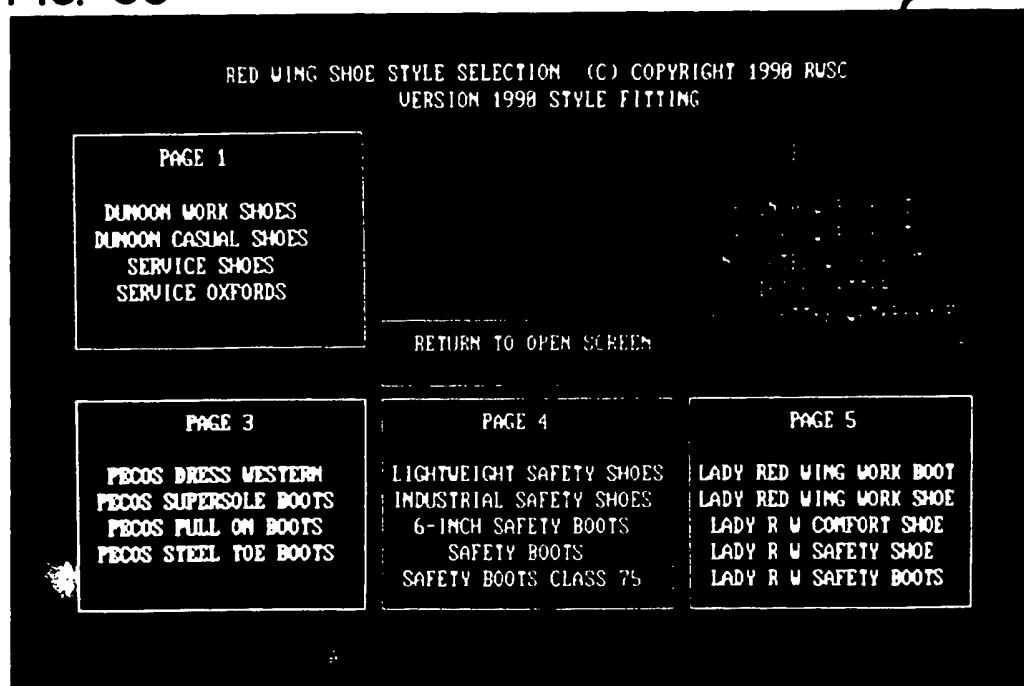 RED WING SHOE STYLE SELECTION (C) COPYRIGHT 1990 RWSC
VERSION 1990 STYLE FITTING
PAGE 1
DUNOON WORK SHOES
DUNOON CASUAL SHOES
SERVICE SHOES
SERVICE OXFORDS
RETURN TO OPEN SCREEN
PAGE 3
PECOS DRESS WESTERN
PECOS SUPERSOLE BOOTS
PECOS PULL ON BOOTS
PECOS STEEL TOE BOOTS
PAGE 4
LIGHTWEIGHT SAFETY SHOES
INDUSTRIAL SAFETY SHOES
6-INCH SAFETY BOOTS
SAFETY BOOTS
SAFETY BOOTS CLASS 75
PAGE 5
LADY RED WING WORK BOOT
LADY RED WING WORK SHOE
LADY R W COMFORT SHOE
LADY R W SAFETY SHOE
LADY R W SAFETY BOOTS